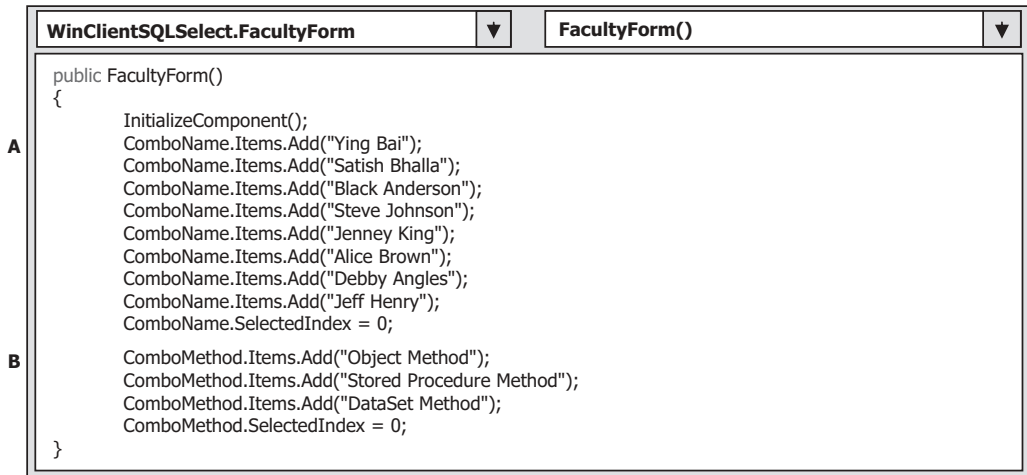 WinClientSQLSelect.FacultyForm FacultyForm()
public FacultyForm()
{
InitializeComponent();
A ComboName.Items.Add("Ying Bai");
ComboName.Items.Add("Satish Bhalla");
ComboName.Items.Add("Black Anderson");
ComboName.Items.Add("Steve Johnson");
ComboName.Items.Add("Jenney King");
ComboName.Items.Add("Alice Brown");
ComboName.Items.Add("Debby Angles");
ComboName.Items.Add("Jeff Henry");
ComboName.SelectedIndex = 0;
B ComboMethod.Items.Add("Object Method");
ComboMethod.Items.Add("Stored Procedure Method");
ComboMethod.Items.Add("DataSet Method");
ComboMethod.SelectedIndex = 0;
}